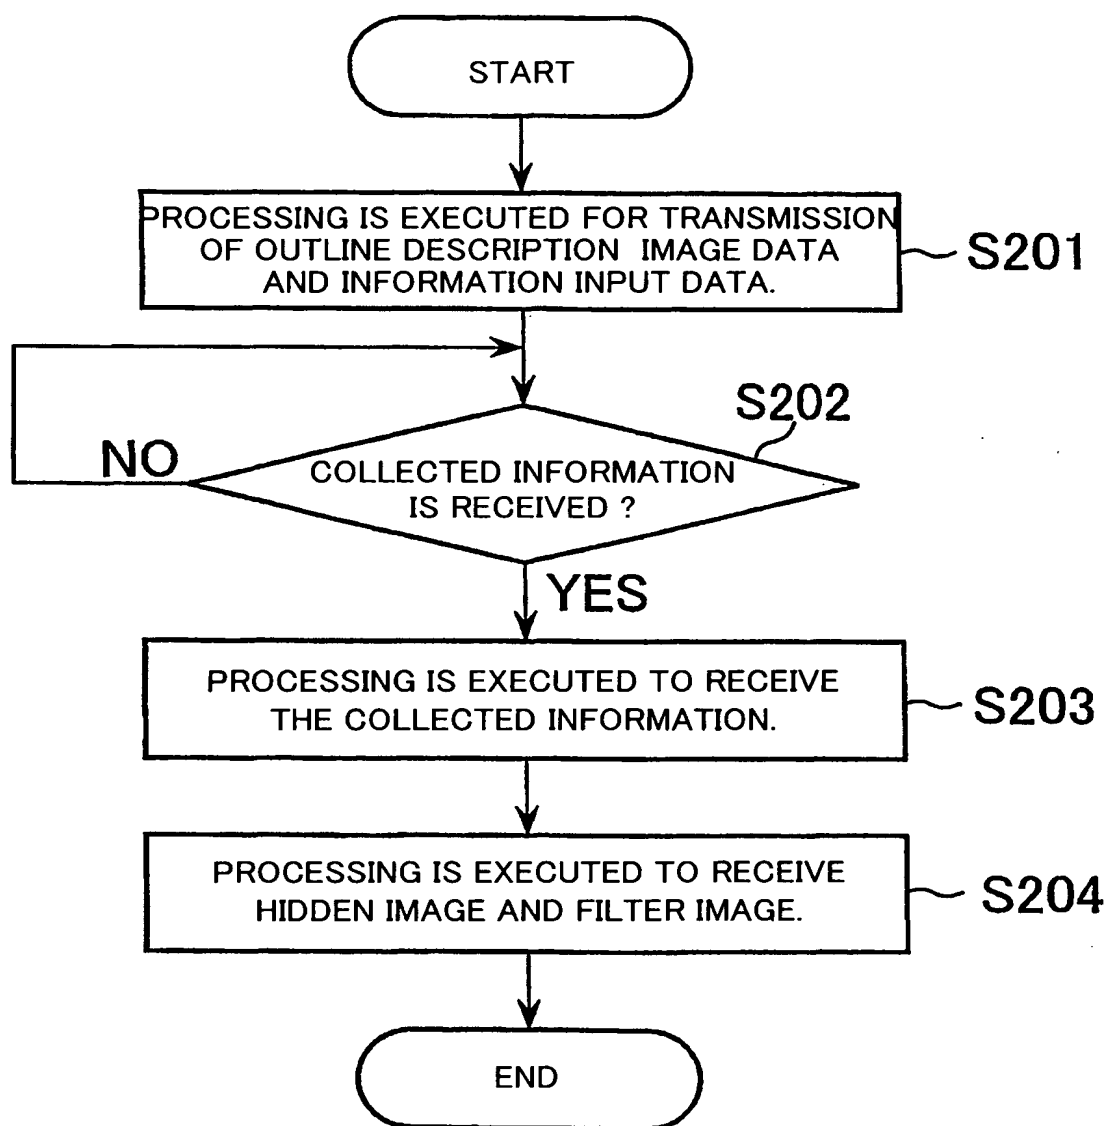 START
PROCESSING IS EXECUTED FOR TRANSMISSION
OF OUTLINE DESCRIPTION IMAGE DATA
AND INFORMATION INPUT DATA.
S201
S202
NO
COLLECTED INFORMATION
IS RECEIVED ?
YES
PROCESSING IS EXECUTED TO RECEIVE
THE COLLECTED INFORMATION.
S203
PROCESSING IS EXECUTED TO RECEIVE
HIDDEN IMAGE AND FILTER IMAGE.
S204
END